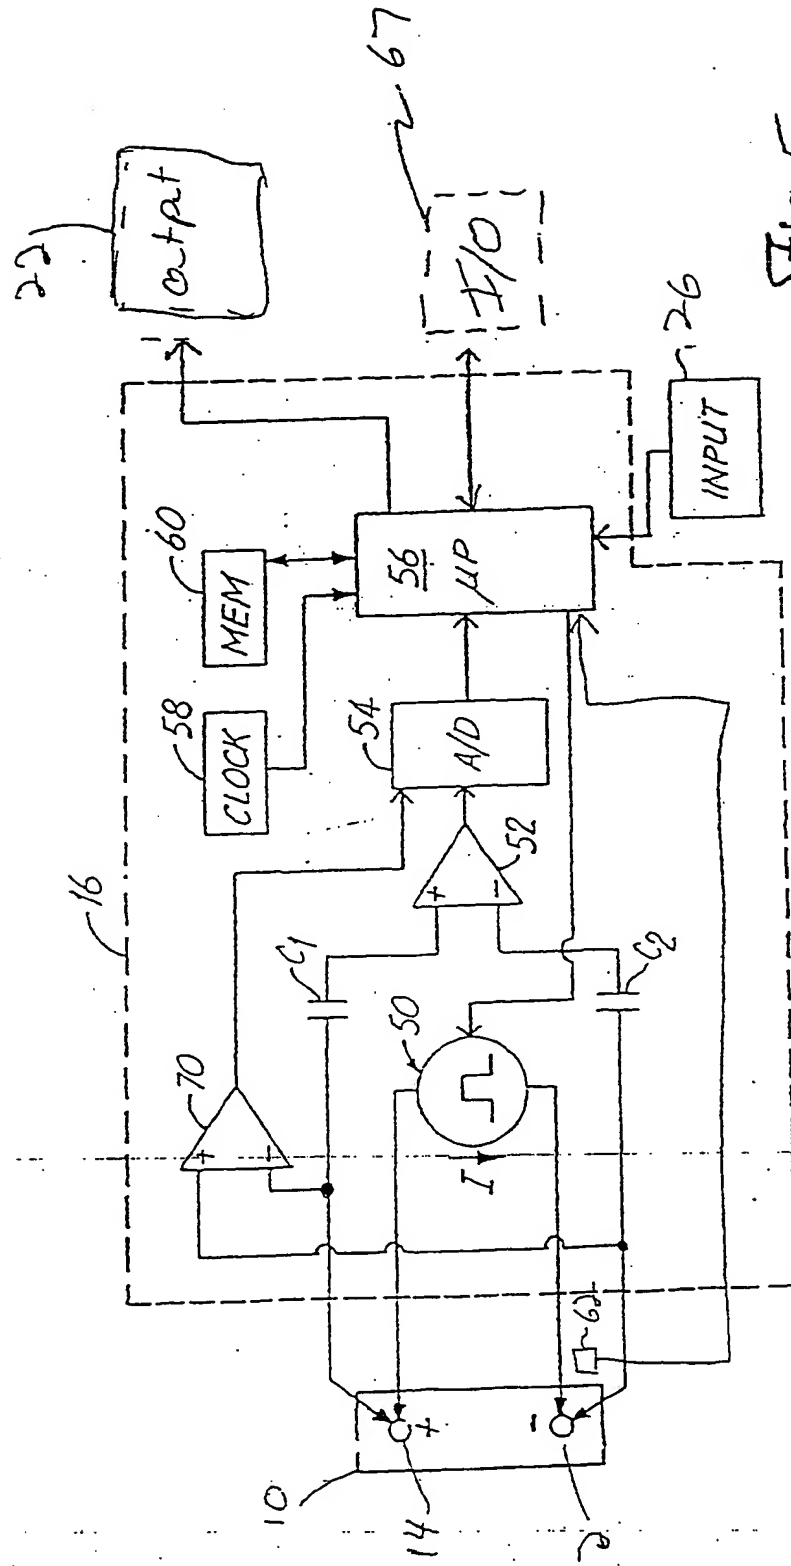 22
output
67
I/O
16
60
MEM
58
CLOCK
56
µP
54
A/D
26
INPUT
70
+
−
C1
+
−
52
50
I
C2
62
10
+
14
−